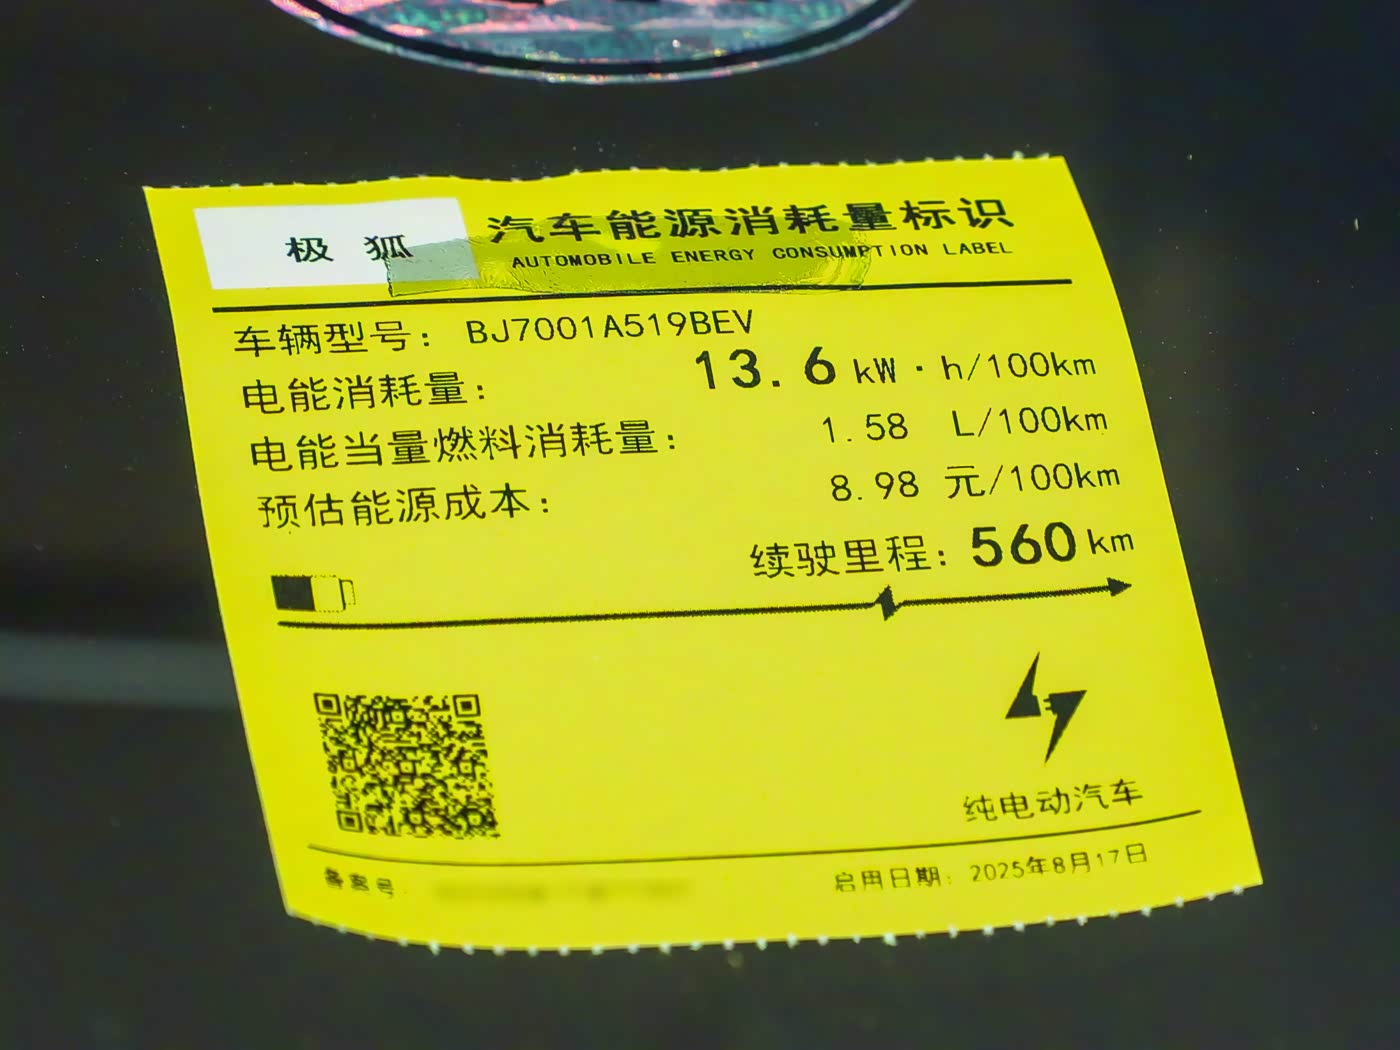 极 狐
汽车能源消耗量标识
AUTOMOBILE ENERGY CONSUMPTION LABEL
车辆型号： BJ7001A519BEV
电能消耗量： 13.6 kW·h/100km
电能当量燃料消耗量： 1.58 L/100km
预估能源成本： 8.98 元/100km
续驶里程：560 km
纯电动汽车
备案号
启用日期： 2025年8月17日